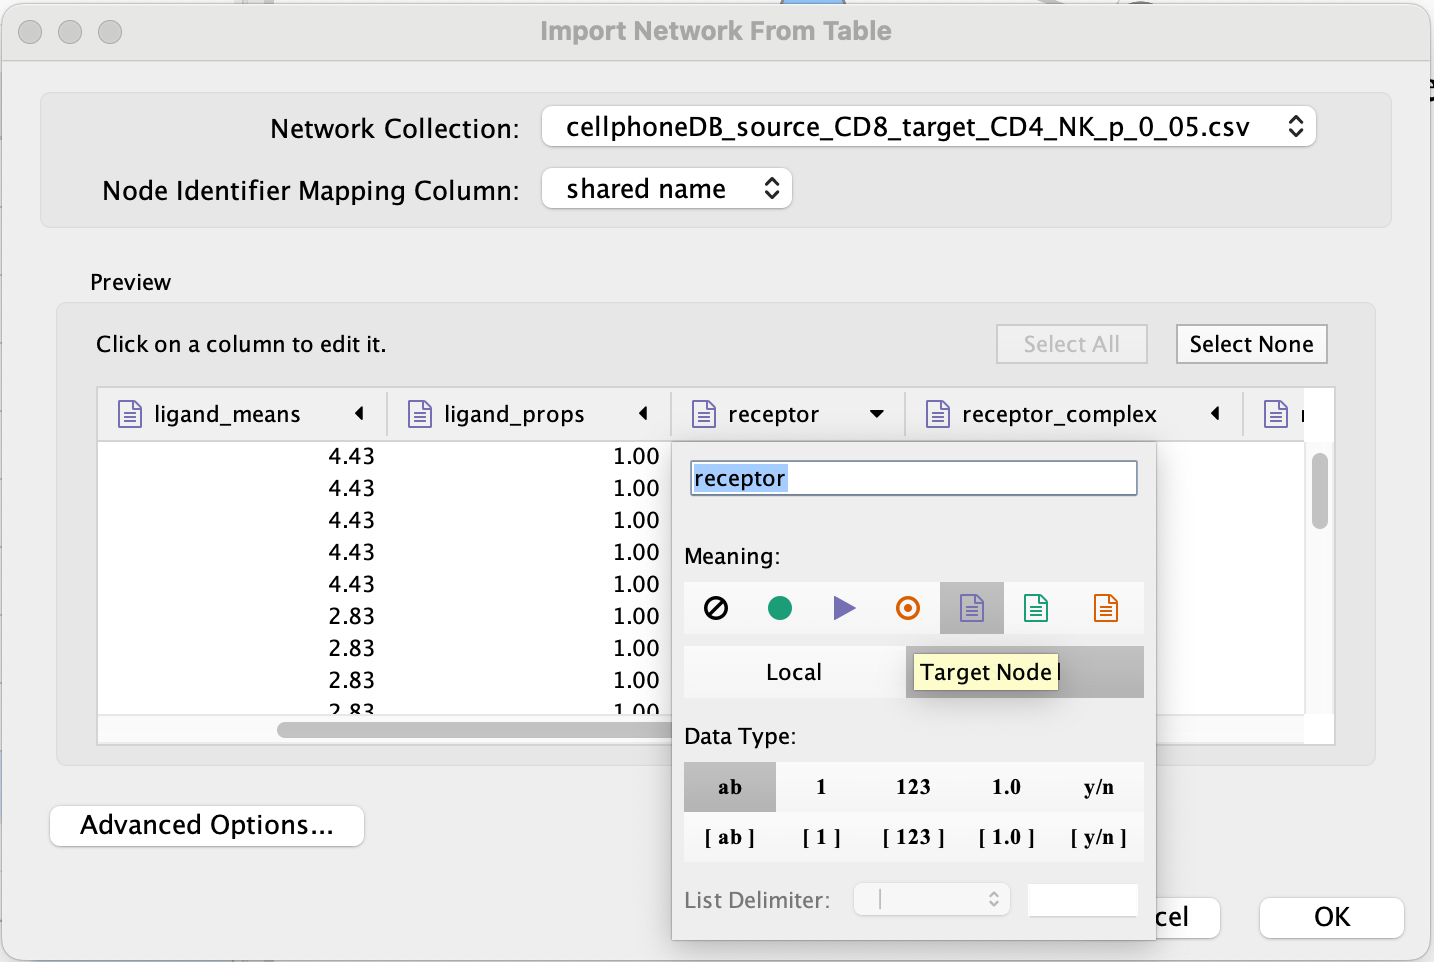 Import Network From Table
Network Collection: cellphoneDB_source_CD8_target_CD4_NK_p_0_05.csv
Node Identifier Mapping Column: shared name
Preview
Click on a column to edit it. Select All Select None
ligand_means ligand_props receptor receptor_complex
4.43 1.00
4.43 1.00
4.43 1.00
4.43 1.00
4.43 1.00
2.83 1.00
2.83 1.00
2.83 1.00
2.83 1.00
receptor
Meaning:
Local Target Node
Data Type:
ab 1 123 1.0 y/n
[ ab ] [ 1 ] [ 123 ] [ 1.0 ] [ y/n ]
List Delimiter: |
Advanced Options...
cel OK